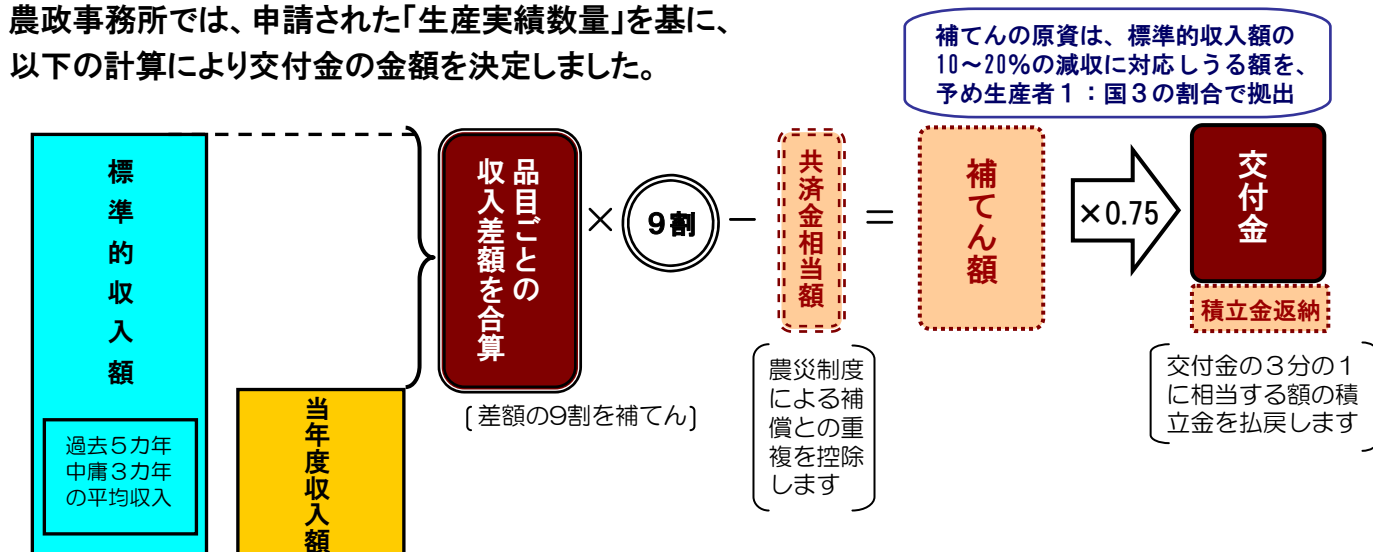 農政事務所では、申請された「生産実績数量」を基に、
以下の計算により交付金の金額を決定しました。
補てんの原資は、標準的収入額の
10～20％の減収に対応しうる額を、
予め生産者１：国３の割合で拠出
標準的収入額
過去５カ年
中庸３カ年
の平均収入
当年度収入額
品目ごとの
収入差額を合算
×
９割
－
共済金相当額
＝
補てん額
×0.75
交付金
積立金返納
［差額の9割を補てん］
農災制度
による補
償との重
複を控除
します
交付金の３分の１
に相当する額の積
立金を払戻します